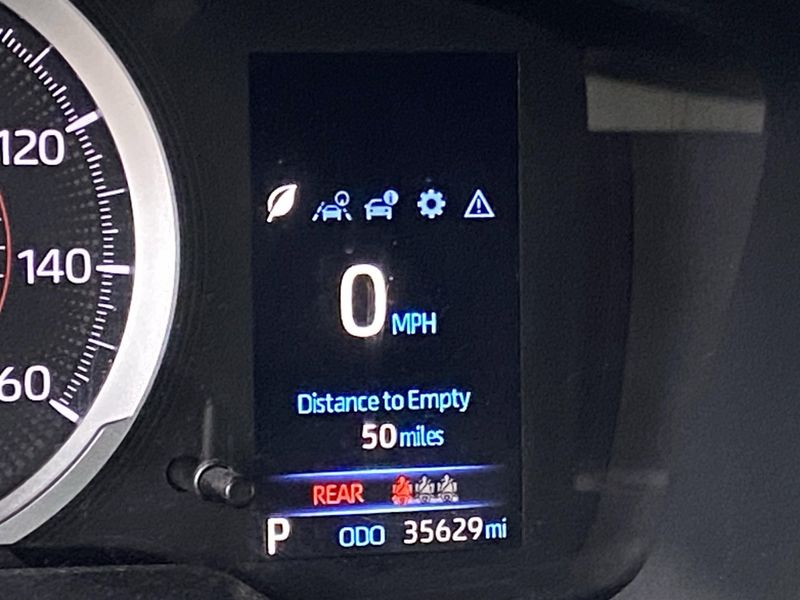 120
140
60
0 MPH
Distance to Empty
50 miles
REAR
P ODO 35629 mi